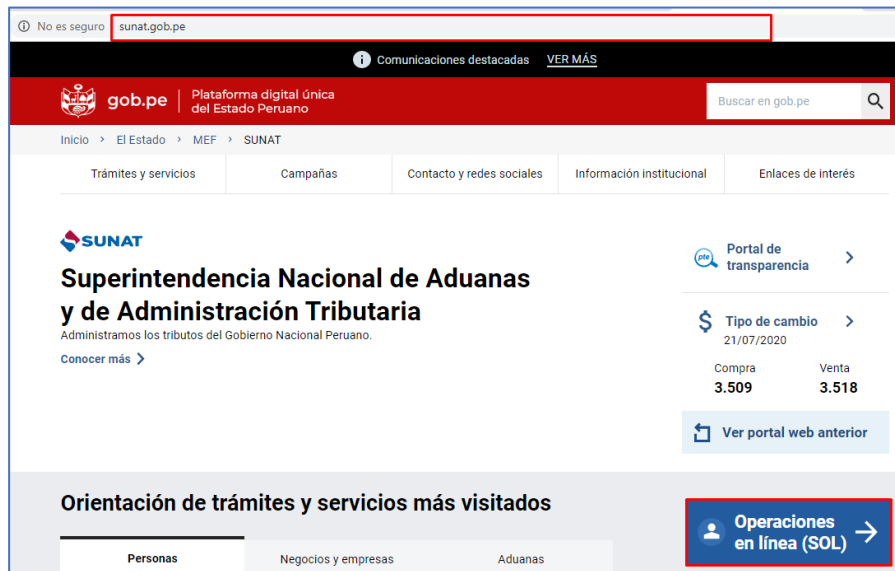 No es seguro sunat.gob.pe
Comunicaciones destacadas VER MÁS
gob.pe
Plataforma digital única
del Estado Peruano
Buscar en gob.pe
Inicio > El Estado > MEF > SUNAT
Trámites y servicios
Campañas
Contacto y redes sociales
Información institucional
Enlaces de interés
SUNAT
Superintendencia Nacional de Aduanas
y de Administración Tributaria
Administramos los tributos del Gobierno Nacional Peruano.
Conocer más
pte
Portal de
transparencia
Tipo de cambio
21/07/2020
Compra Venta
3.509 3.518
Ver portal web anterior
Orientación de trámites y servicios más visitados
Personas
Negocios y empresas
Aduanas
Operaciones
en línea (SOL)